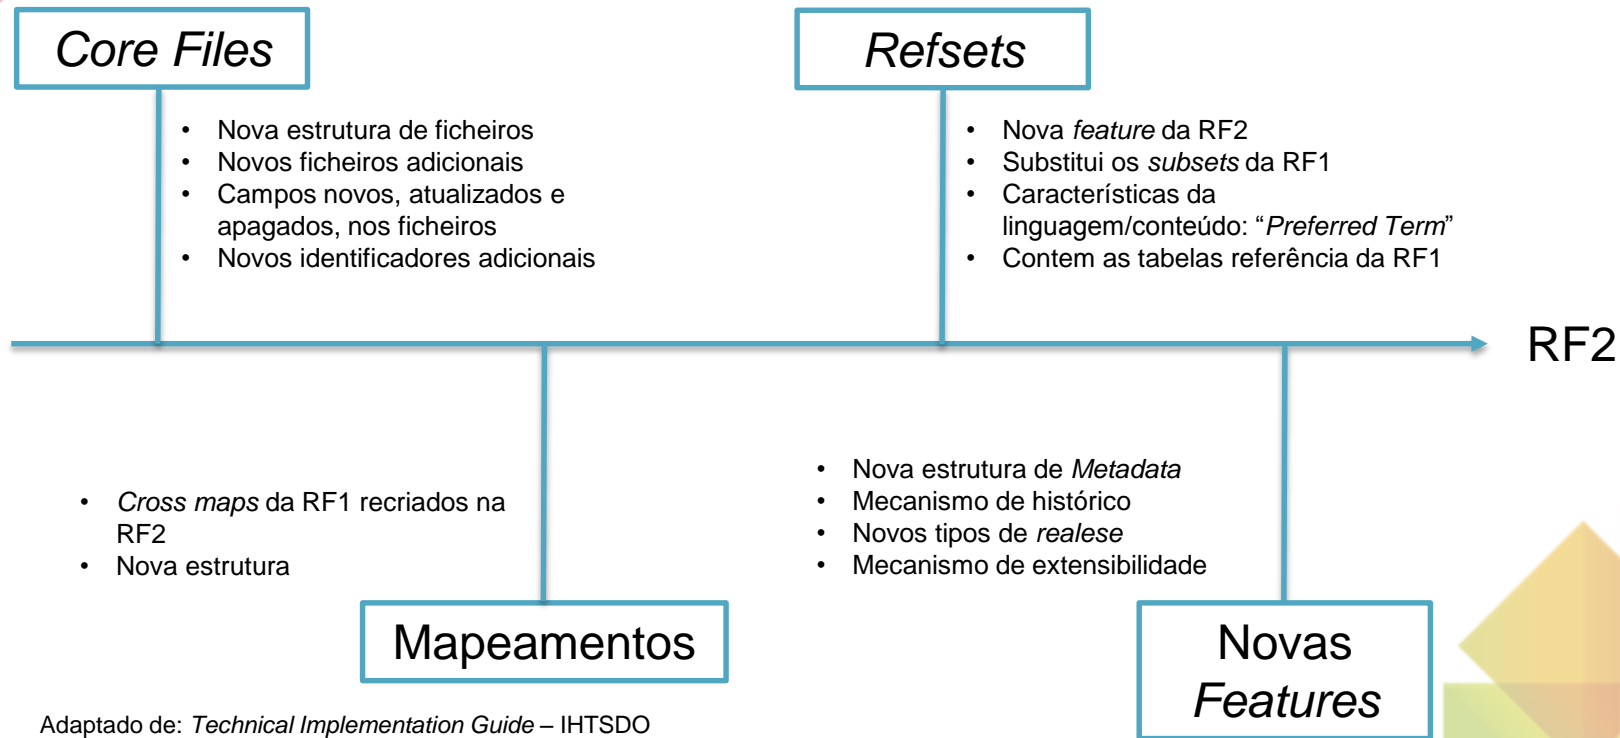 Core Files
• Nova estrutura de ficheiros
• Novos ficheiros adicionais
• Campos novos, atualizados e
apagados, nos ficheiros
• Novos identificadores adicionais
Refsets
• Nova feature da RF2
• Substitui os subsets da RF1
• Características da
linguagem/conteúdo: “Preferred Term”
• Contem as tabelas referência da RF1
RF2
• Cross maps da RF1 recriados na
RF2
• Nova estrutura
Mapeamentos
• Nova estrutura de Metadata
• Mecanismo de histórico
• Novos tipos de realese
• Mecanismo de extensibilidade
Novas
Features
Adaptado de: Technical Implementation Guide – IHTSDO